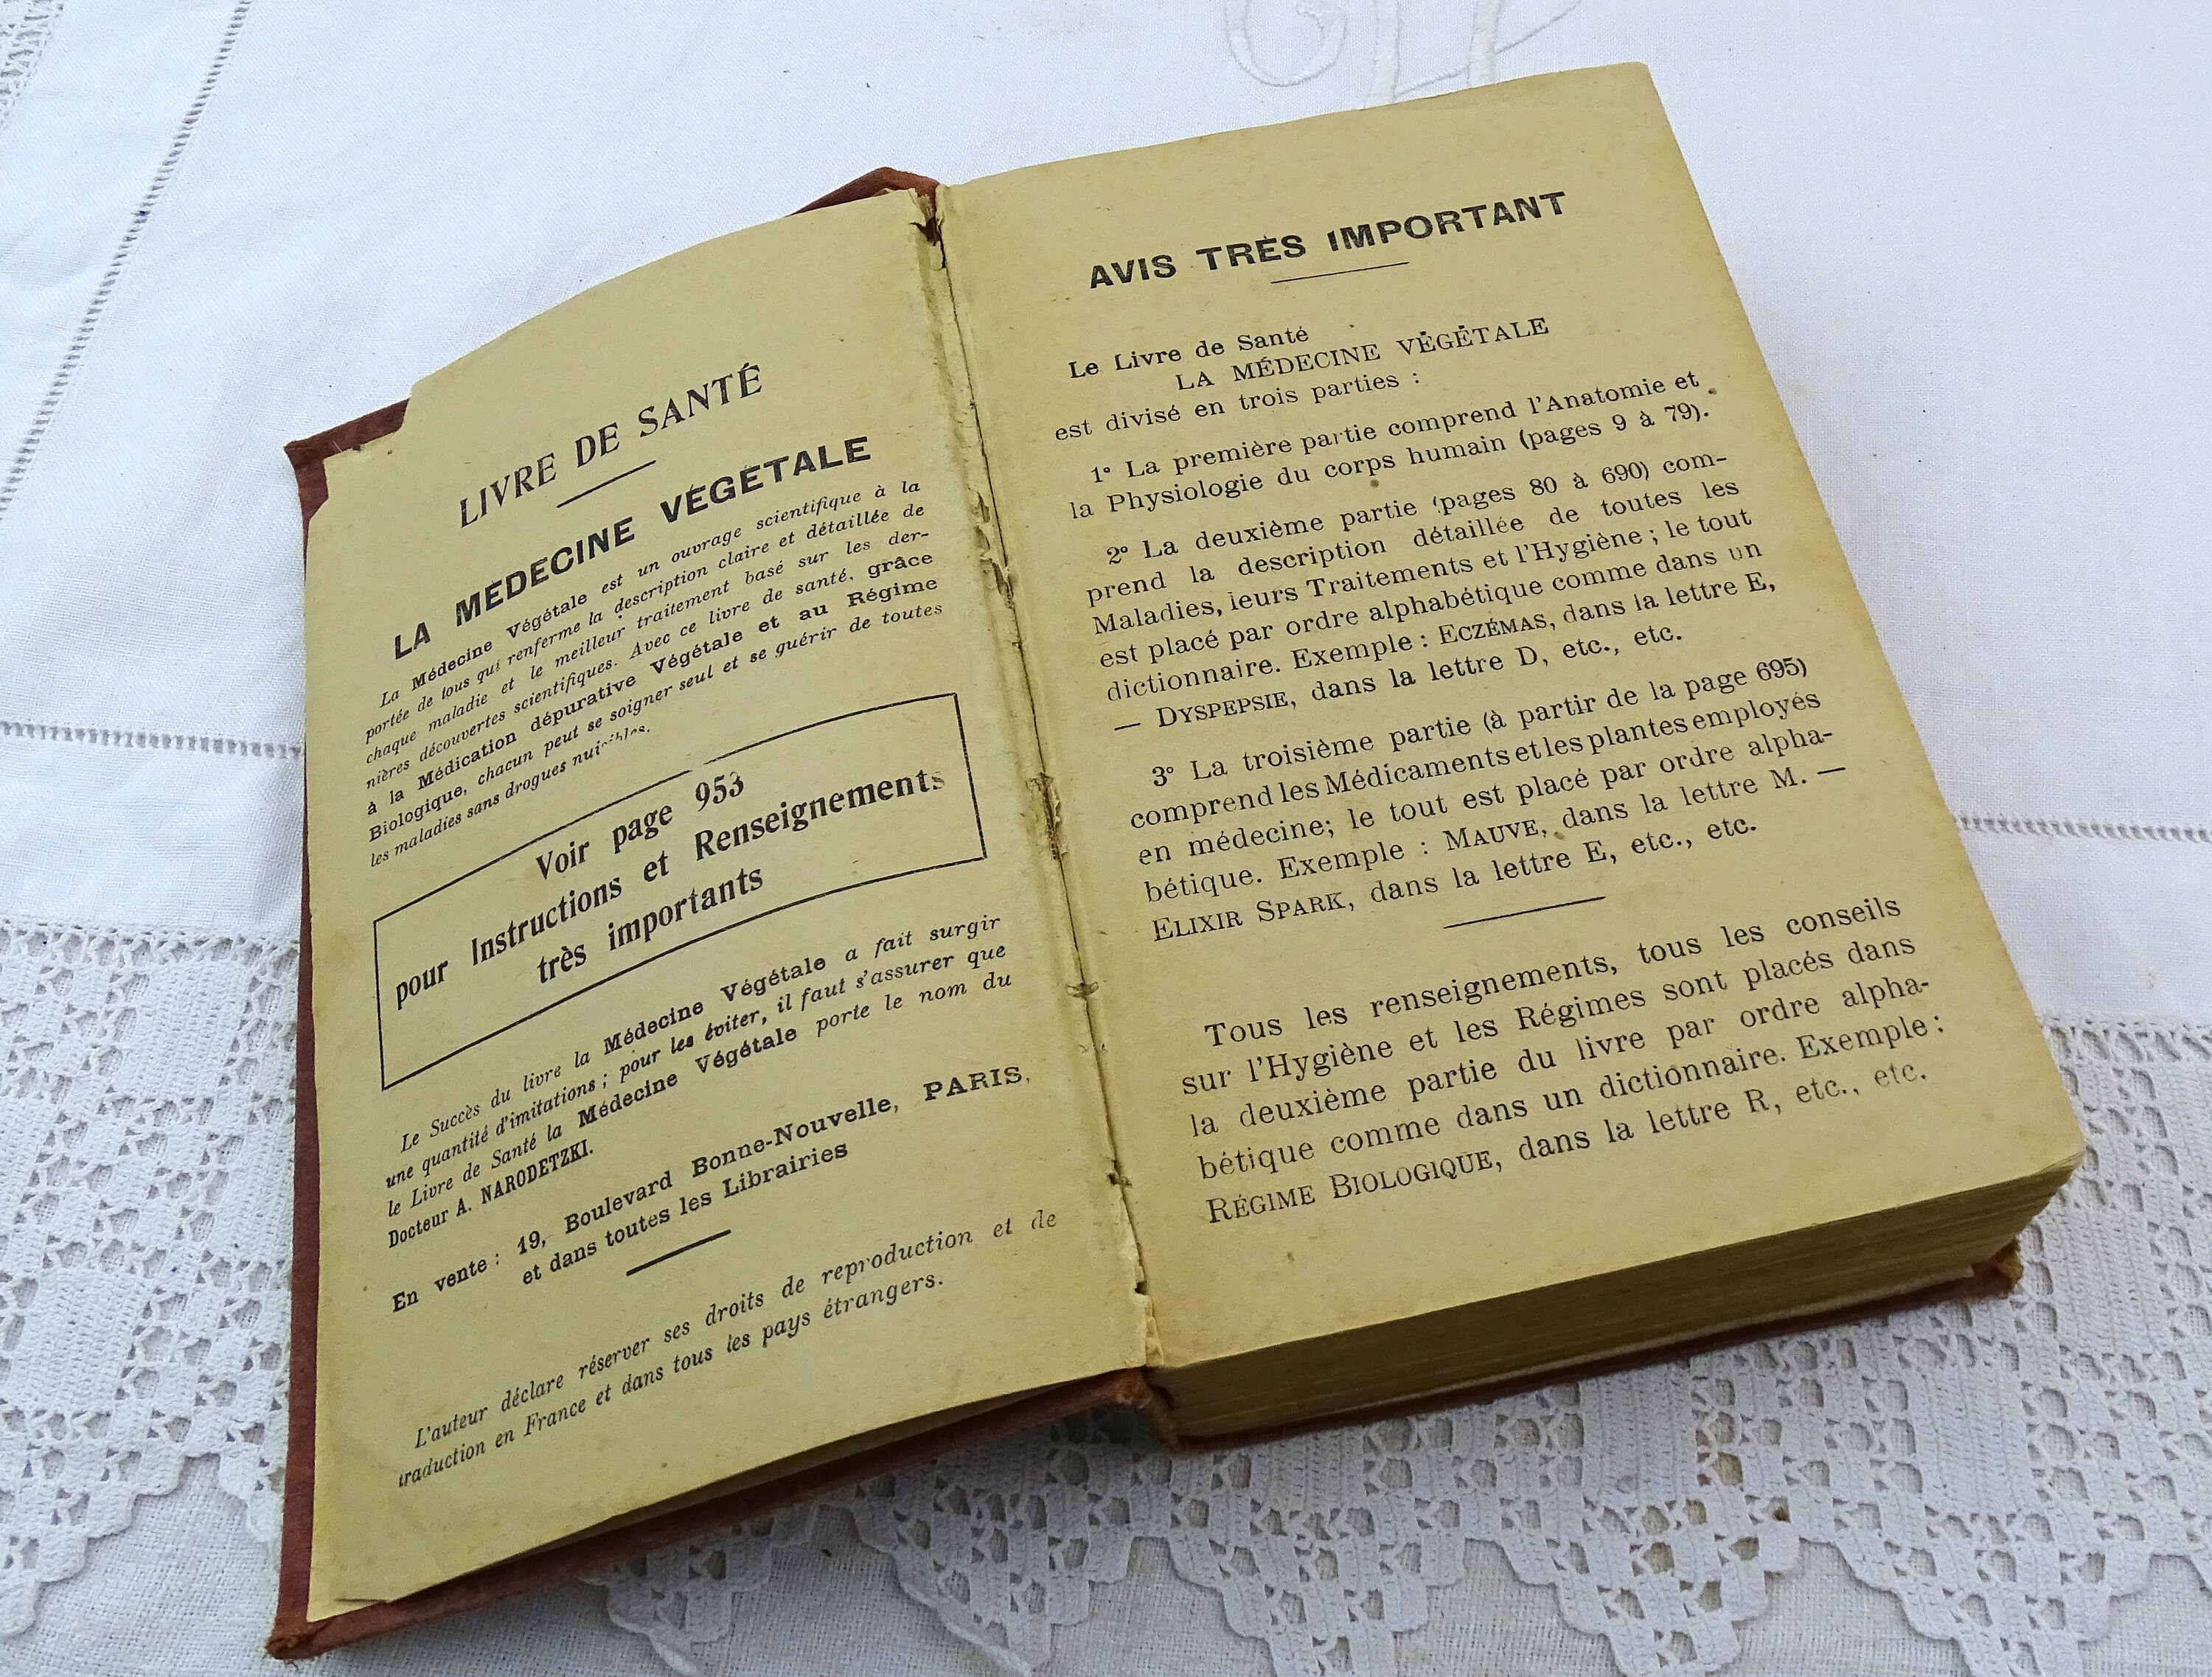 LIVRE DE SANTÉ
LA MÉDECINE VÉGÉTALE
La Médecine Végétale est un ouvrage scientifique à la
portée de tous qui renferme la description claire et détaillée de
chaque maladie et le meilleur traitement basé sur les der-
nières découvertes scientifiques. Avec ce livre de santé, grâce
à la Médication dépurative Végétale et au Régime
Biologique, chacun peut se soigner seul et se guérir de toutes
les maladies sans drogues nuisibles.
Voir page 953
pour Instructions et Renseignements
très importants
Le Succès du livre la Médecine Végétale a fait surgir
une quantité d'imitations ; pour les éviter, il faut s'assurer que
le Livre de Santé la Médecine Végétale porte le nom du
Docteur A. NARODETZKI.
En vente : 19, Boulevard Bonne-Nouvelle, PARIS,
et dans toutes les Librairies
L'auteur déclare réserver ses droits de reproduction et de
traduction en France et dans tous les pays étrangers.
AVIS TRÈS IMPORTANT
Le Livre de Santé
LA MÉDECINE VÉGÉTALE
est divisé en trois parties :
1° La première partie comprend l'Anatomie et
la Physiologie du corps humain (pages 9 à 79).
2° La deuxième partie (pages 80 à 690) com-
prend la description détaillée de toutes les
Maladies, leurs Traitements et l'Hygiène ; le tout
est placé par ordre alphabétique comme dans un
dictionnaire. Exemple : ECZÉMAS, dans la lettre E,
— DYSPEPSIE, dans la lettre D, etc., etc.
3° La troisième partie (à partir de la page 695)
comprend les Médicaments et les plantes employés
en médecine; le tout est placé par ordre alpha-
bétique. Exemple : MAUVE, dans la lettre M. —
ELIXIR SPARK, dans la lettre E, etc., etc.
Tous les renseignements, tous les conseils
sur l'Hygiène et les Régimes sont placés dans
la deuxième partie du livre par ordre alpha-
bétique comme dans un dictionnaire. Exemple :
RÉGIME BIOLOGIQUE, dans la lettre R, etc., etc.